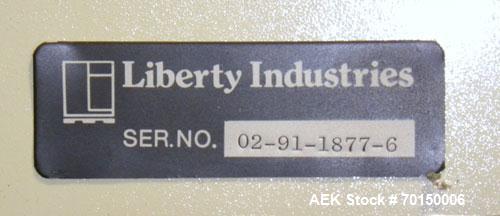 Liberty Industries
SER.NO. 02-91-1877-6
AEK Stock # 70150006